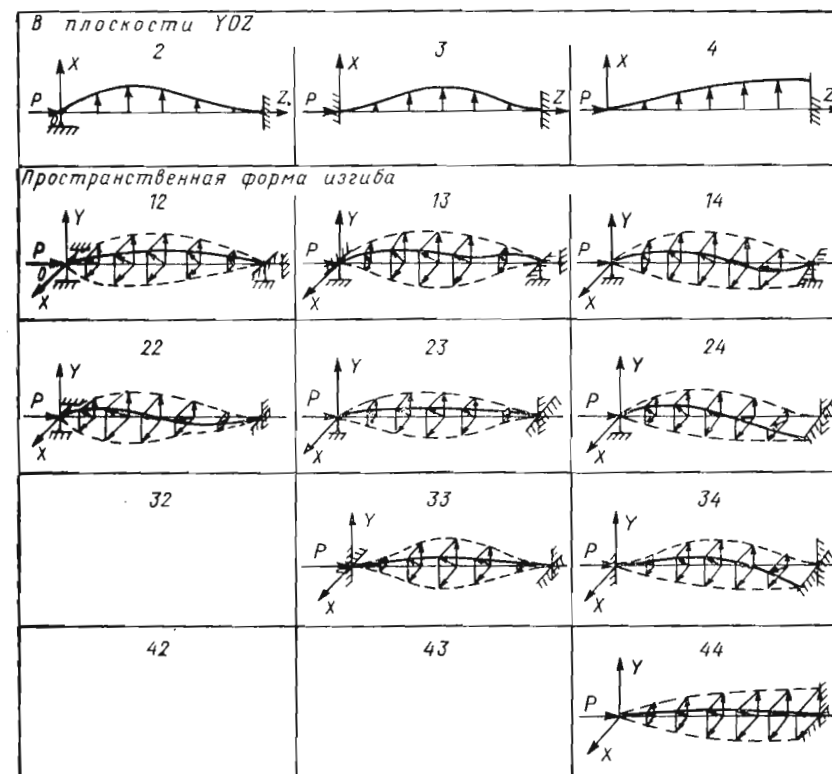 В плоскости YOZ
2 3 4
X X X
P Z P Z P Z
Пространственная форма изгиба
12 13 14
Y Y Y
P P P
0
X X X
22 23 24
Y Y Y
P P P
X X X
32 33 34
Y Y
P P
X X
42 43 44
Y
P
X